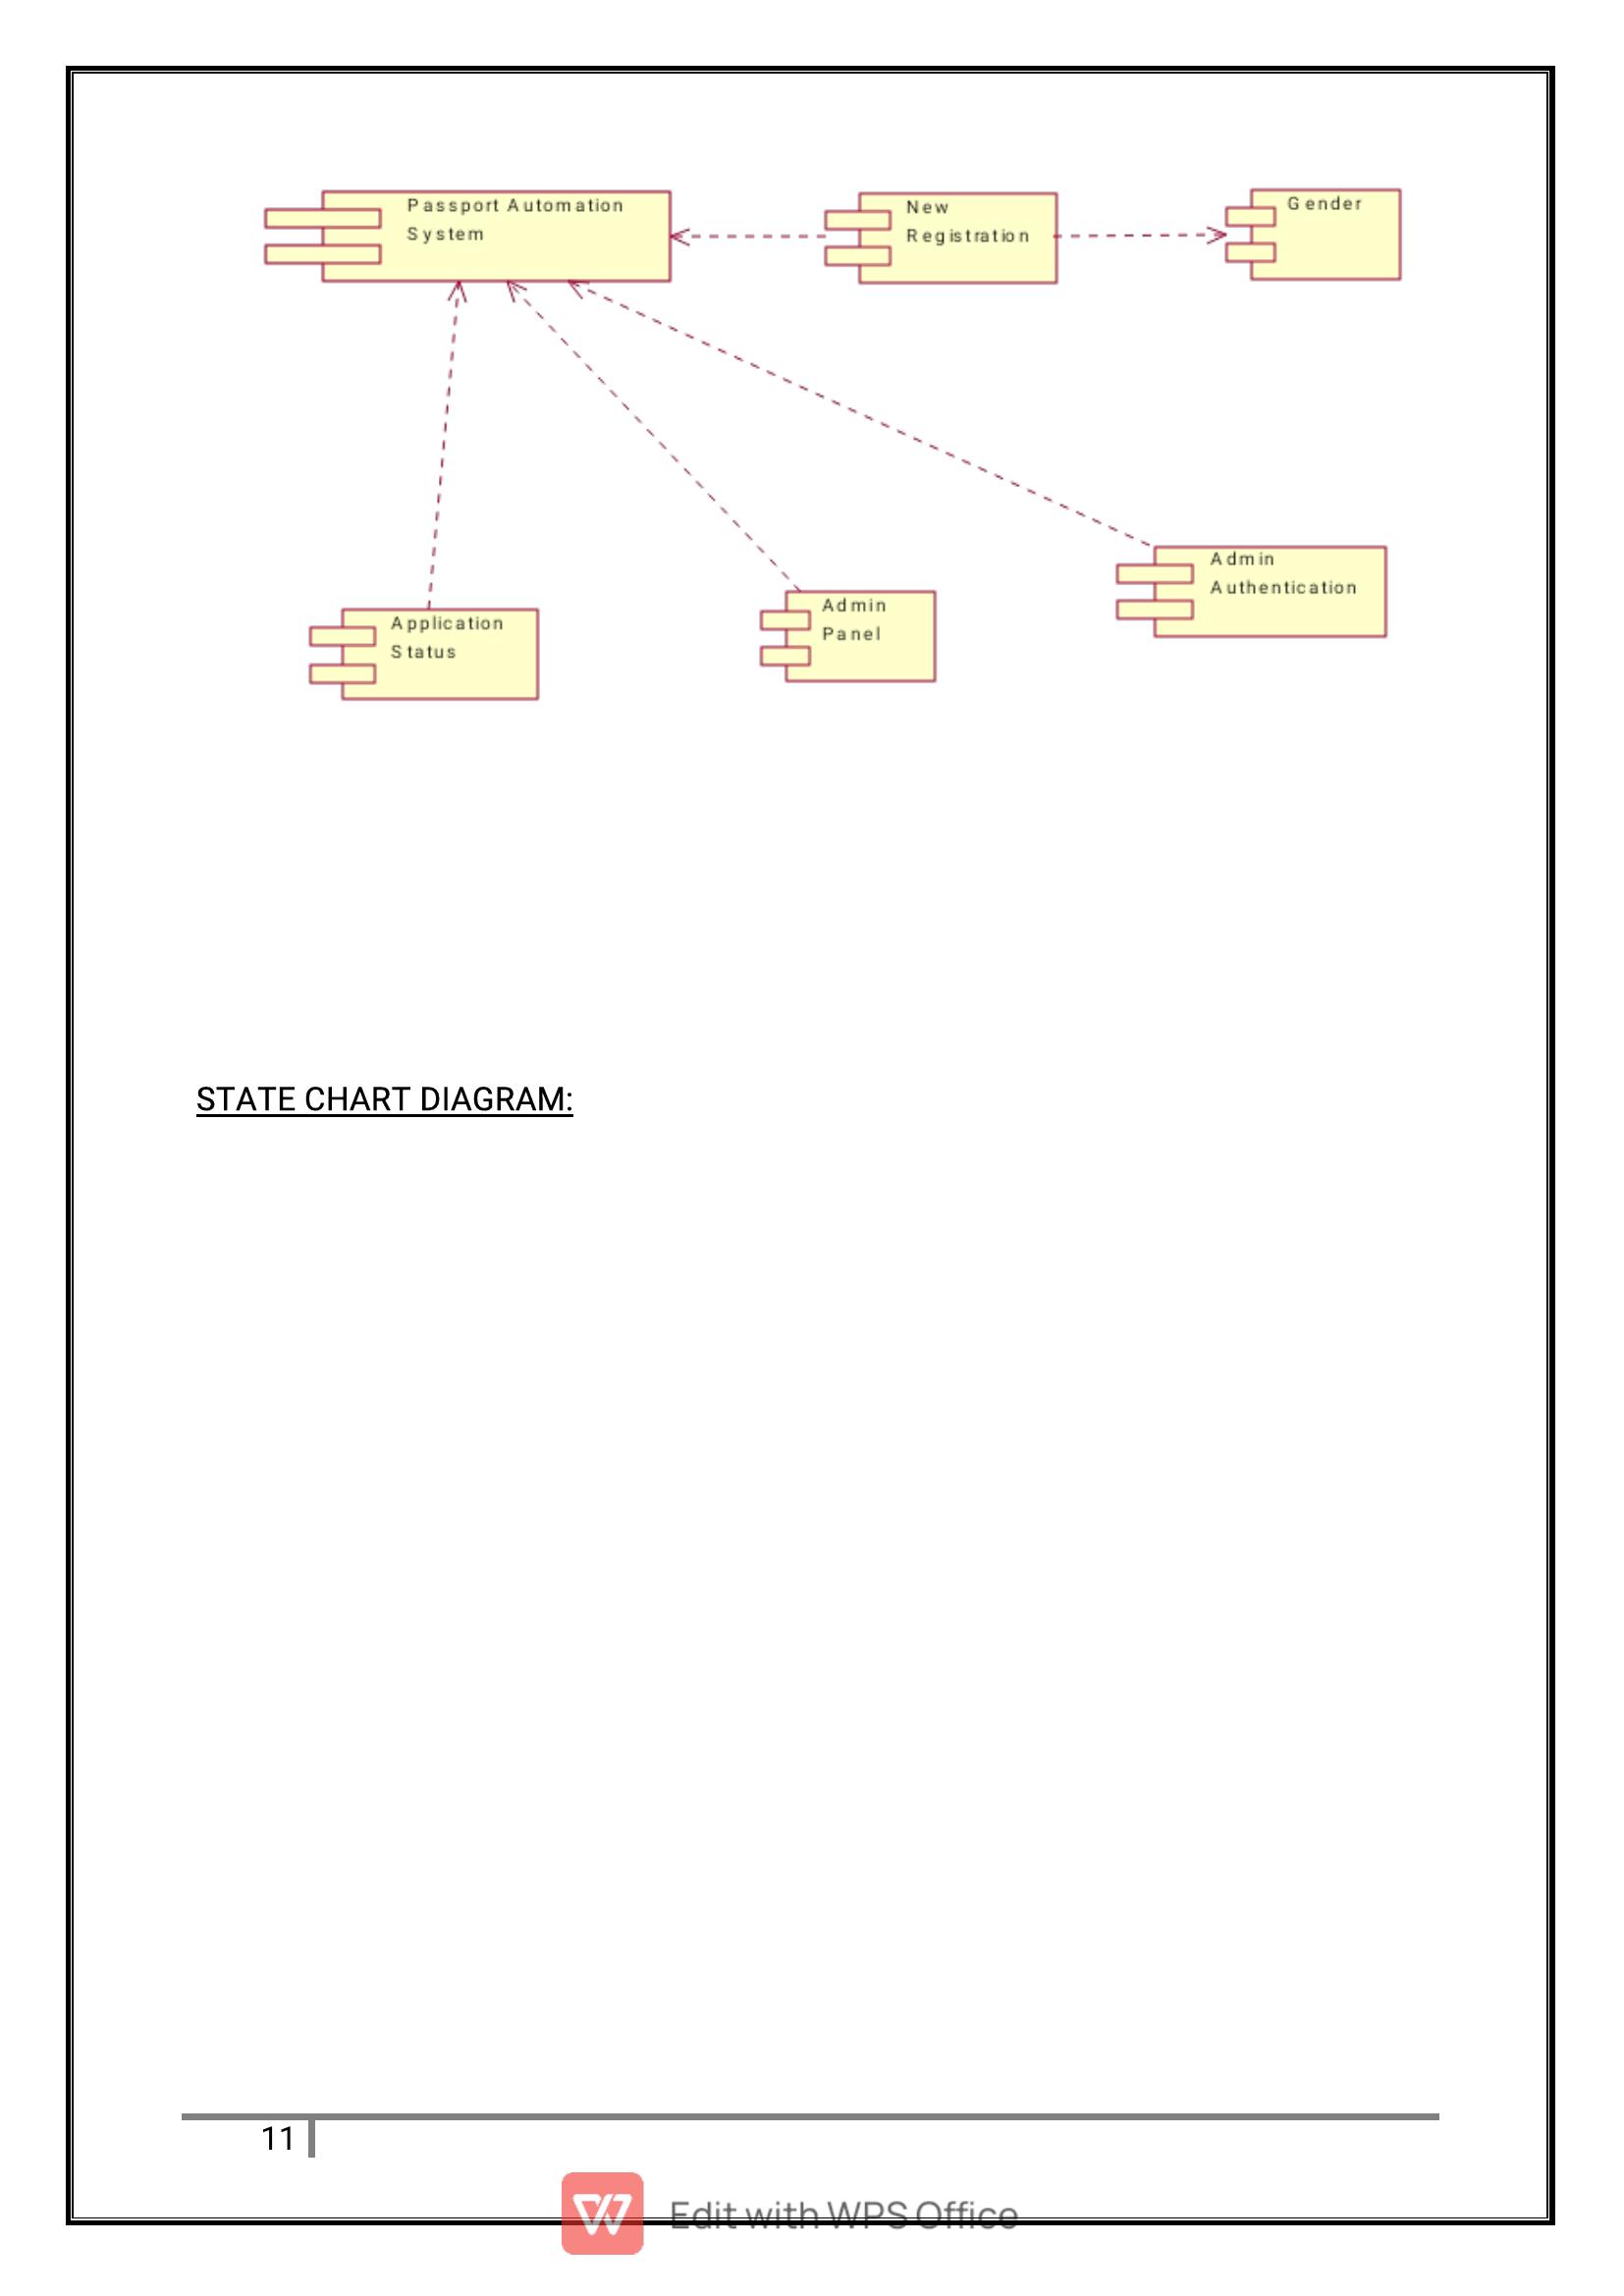 Passport Automation
System
New
Registration
Gender
Admin
Authentication
Admin
Panel
Application
Status
STATE CHART DIAGRAM:
11
Edit with WPS Office